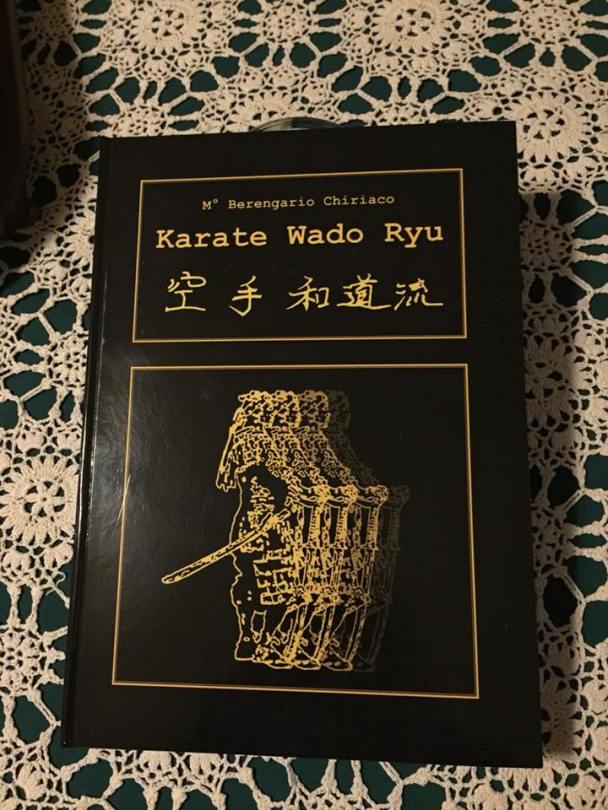 M° Berengario Chiriaco
Karate Wado Ryu
空手和道流